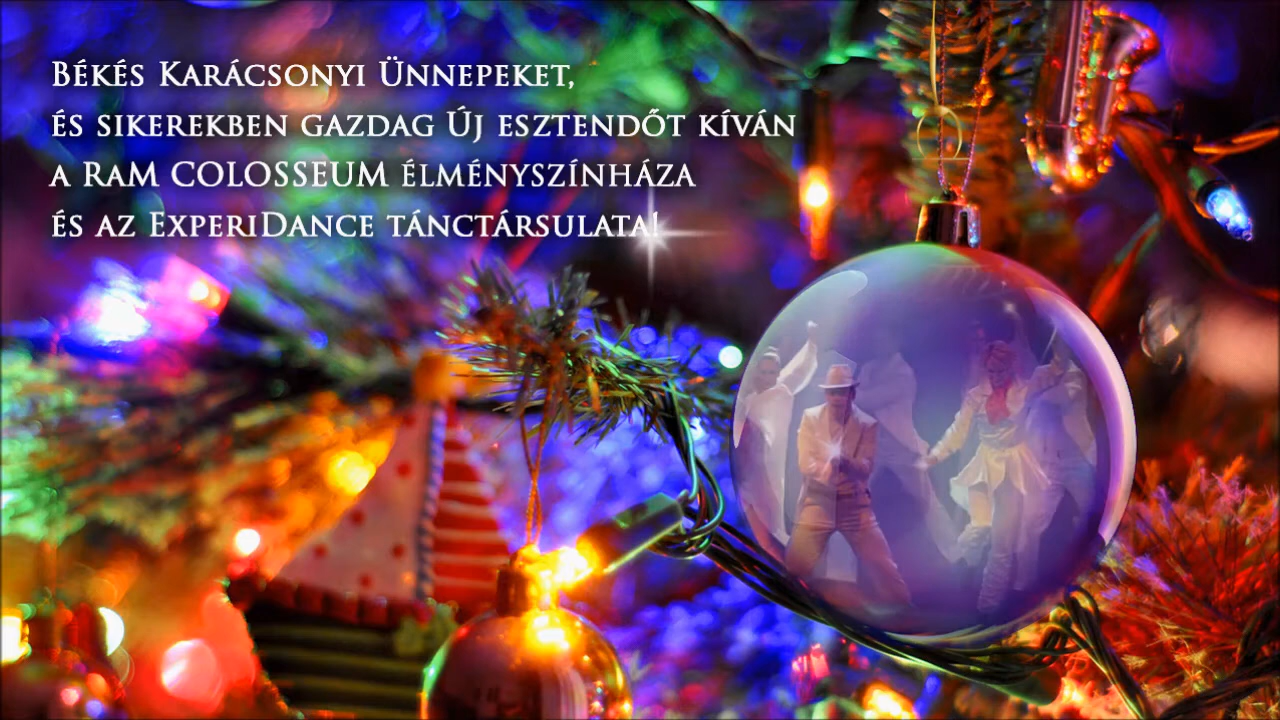 Békés Karácsonyi Ünnepeket,
és sikerekben gazdag Új esztendőt kíván
a RaM Colosseum élményszínháza
és az ExperiDance tánctársulata!